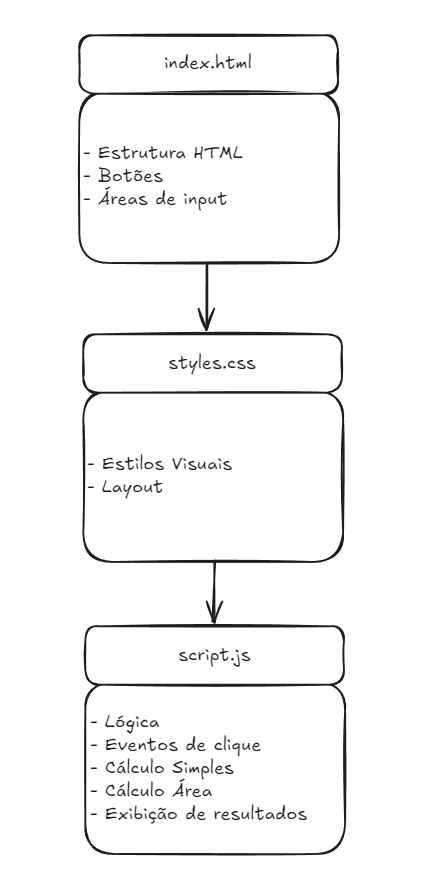 index.html
- Estrutura HTML
- Botões
- Áreas de input
styles.css
- Estilos Visuais
- Layout
script.js
- Lógica
- Eventos de clique
- Cálculo Simples
- Cálculo Área
- Exibição de resultados